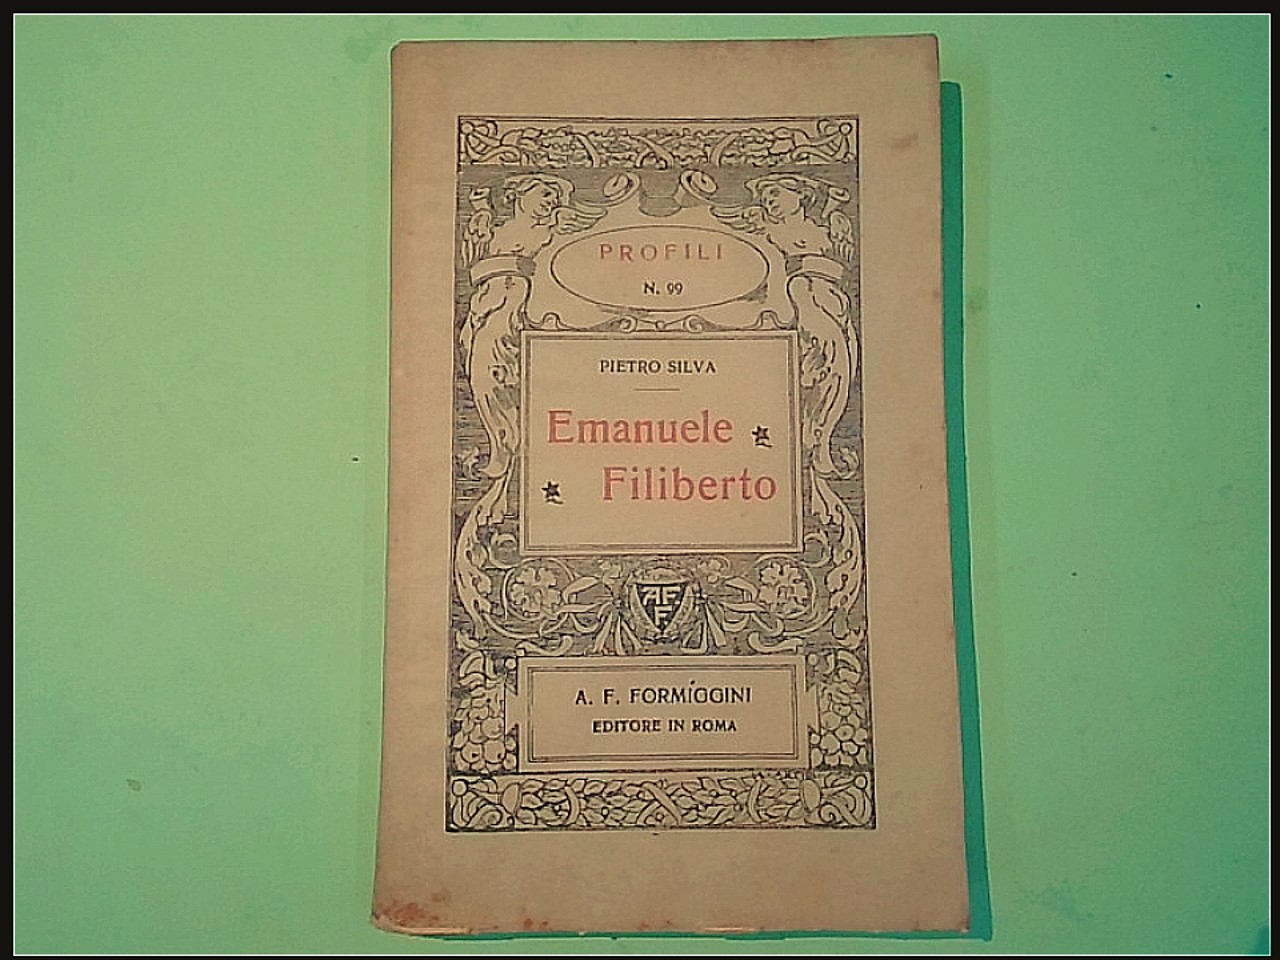 PROFILI
N. 99
PIETRO SILVA
Emanuele
Filiberto
AFF
A. F. FORMÍGGINI
EDITORE IN ROMA